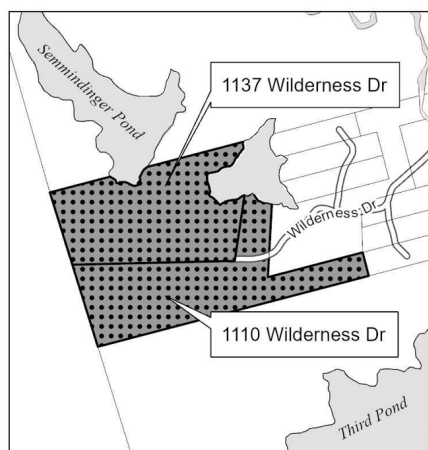 Semmindinger Pond
1137 Wilderness Dr
Wilderness Dr
1110 Wilderness Dr
Third Pond